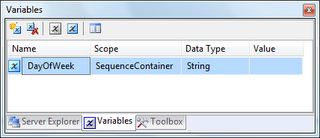 Variables
Name Scope Data Type Value
DayOfWeek SequenceContainer String
Server Explorer Variables Toolbox